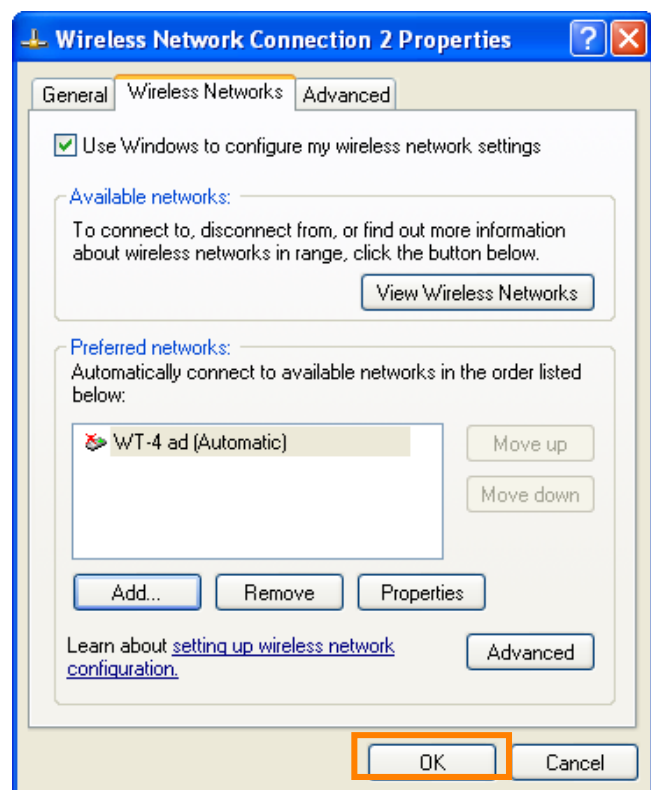 Wireless Network Connection 2 Properties
General Wireless Networks Advanced
Use Windows to configure my wireless network settings
Available networks:
To connect to, disconnect from, or find out more information
about wireless networks in range, click the button below.
View Wireless Networks
Preferred networks:
Automatically connect to available networks in the order listed
below:
WT-4 ad (Automatic)
Move up
Move down
Add... Remove Properties
Learn about setting up wireless network
configuration.
Advanced
OK Cancel